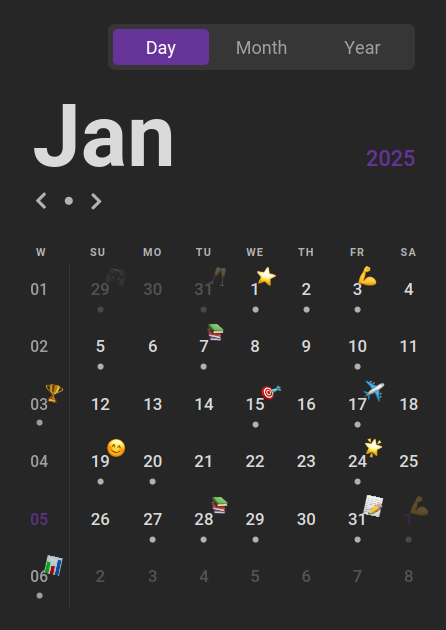 Day Month Year
Jan
2025
W SU MO TU WE TH FR SA
01 29 30 31 1 2 3 4
02 5 6 7 8 9 10 11
03 12 13 14 15 16 17 18
04 19 20 21 22 23 24 25
05 26 27 28 29 30 31 1
06 2 3 4 5 6 7 8